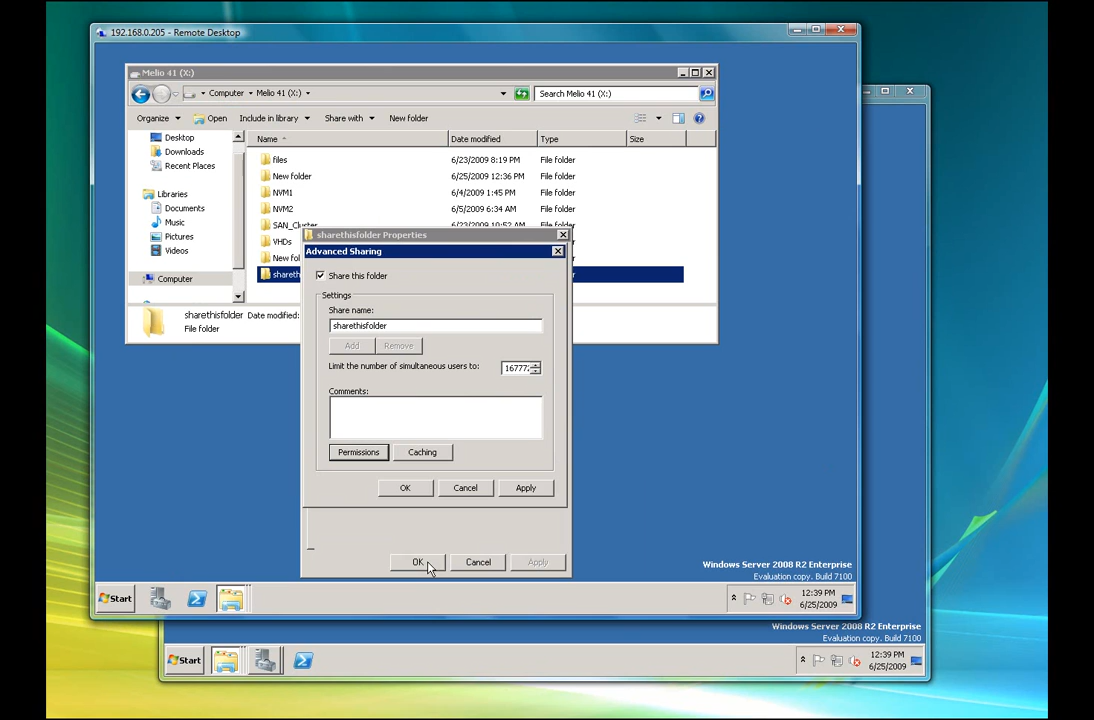 192.168.0.205 - Remote Desktop
Melio 41 (X:)
Computer Melio 41 (X:)
Search Melio 41 (X:)
Organize Open Include in library Share with New folder
Name Date modified Type Size
Desktop
Downloads
Recent Places
Libraries
Documents
Music
Pictures
Videos
Computer
files 6/23/2009 8:19 PM File folder
New folder 6/25/2009 12:36 PM File folder
NVM1 6/4/2009 1:45 PM File folder
NVM2 6/5/2009 6:34 AM File folder
SAN_Cluster 6/23/2009 10:52 AM File folder
VHDs
New fol
shareth
sharethisfolder Date modified:
File folder
sharethisfolder Properties
Advanced Sharing
Share this folder
Settings
Share name:
sharethisfolder
Add Remove
Limit the number of simultaneous users to: 16777
Comments:
Permissions Caching
OK Cancel Apply
OK Cancel Apply
Windows Server 2008 R2 Enterprise
Evaluation copy. Build 7100
Start
12:39 PM
6/25/2009
Windows Server 2008 R2 Enterprise
Evaluation copy. Build 7100
Start
12:39 PM
6/25/2009